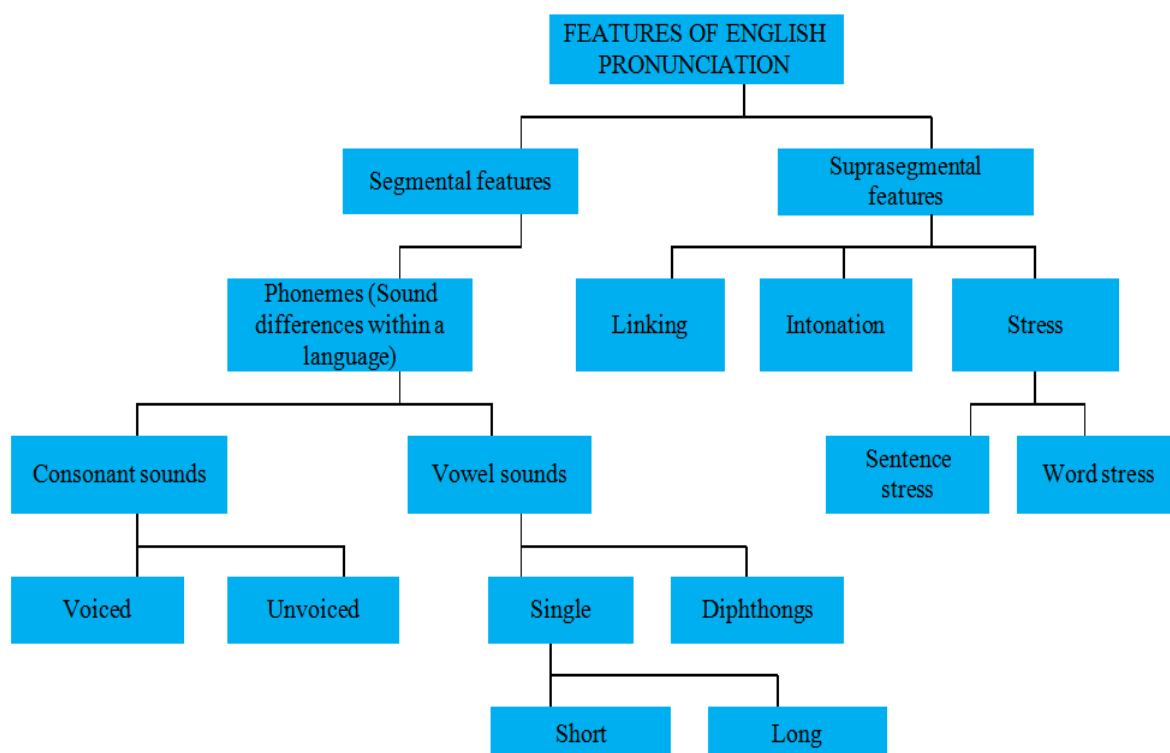 FEATURES OF ENGLISH
PRONUNCIATION
Segmental features
Suprasegmental
features
Phonemes (Sound
differences within a
language)
Linking
Intonation
Stress
Consonant sounds
Vowel sounds
Sentence
stress
Word stress
Voiced
Unvoiced
Single
Diphthongs
Short
Long